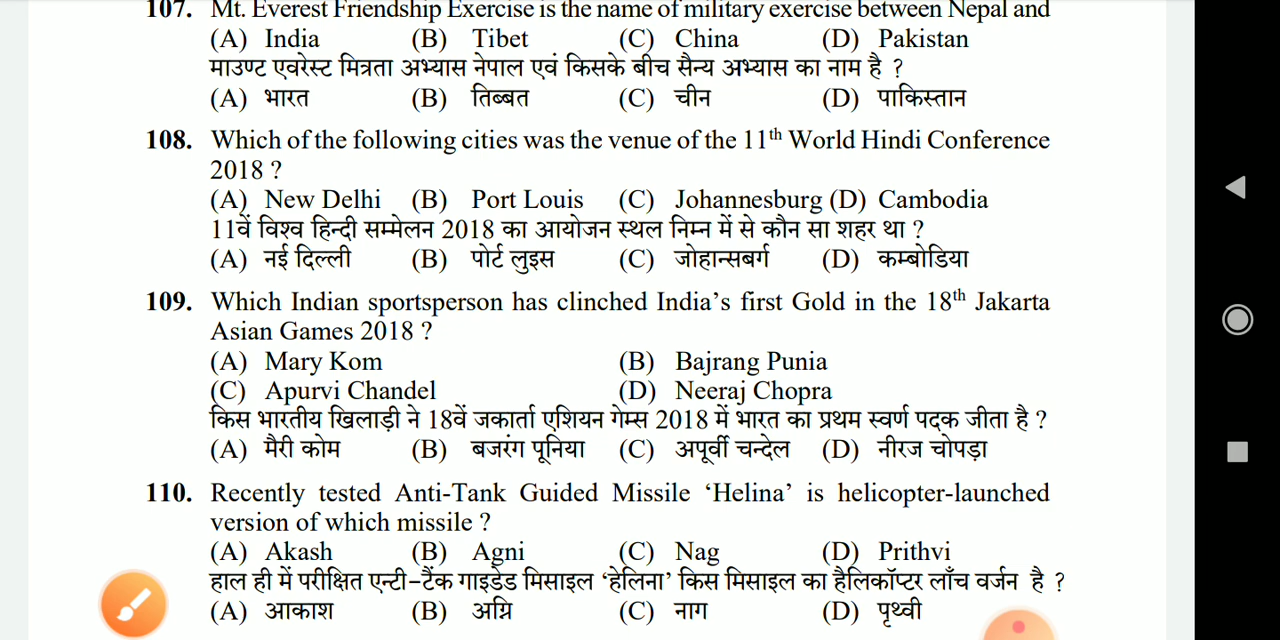 107. Mt. Everest Friendship Exercise is the name of military exercise between Nepal and
(A) India (B) Tibet (C) China (D) Pakistan
माउण्ट एवरेस्ट मित्रता अभ्यास नेपाल एवं किसके बीच सैन्य अभ्यास का नाम है ?
(A) भारत (B) तिब्बत (C) चीन (D) पाकिस्तान
108. Which of the following cities was the venue of the 11th World Hindi Conference
2018 ?
(A) New Delhi (B) Port Louis (C) Johannesburg (D) Cambodia
11वें विश्व हिन्दी सम्मेलन 2018 का आयोजन स्थल निम्न में से कौन सा शहर था ?
(A) नई दिल्ली (B) पोर्ट लुइस (C) जोहान्सबर्ग (D) कम्बोडिया
109. Which Indian sportsperson has clinched India’s first Gold in the 18th Jakarta
Asian Games 2018 ?
(A) Mary Kom (B) Bajrang Punia
(C) Apurvi Chandel (D) Neeraj Chopra
किस भारतीय खिलाड़ी ने 18वें जकार्ता एशियन गेम्स 2018 में भारत का प्रथम स्वर्ण पदक जीता है ?
(A) मैरी कोम (B) बजरंग पूनिया (C) अपूर्वी चन्देल (D) नीरज चोपड़ा
110. Recently tested Anti-Tank Guided Missile ‘Helina’ is helicopter-launched
version of which missile ?
(A) Akash (B) Agni (C) Nag (D) Prithvi
हाल ही में परीक्षित एन्टी-टैंक गाइडेड मिसाइल ‘हेलिना’ किस मिसाइल का हैलिकॉप्टर लाँच वर्जन है ?
(A) आकाश (B) अग्नि (C) नाग (D) पृथ्वी